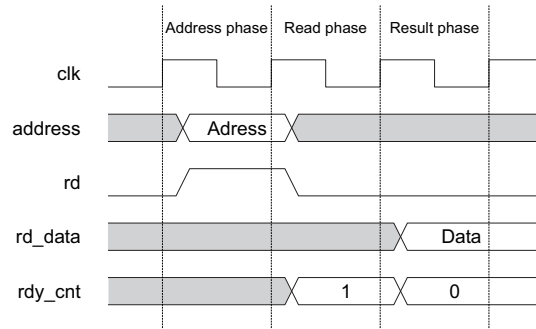 Address phase Read phase Result phase
clk
address Adress
rd
rd_data Data
rdy_cnt 1 0